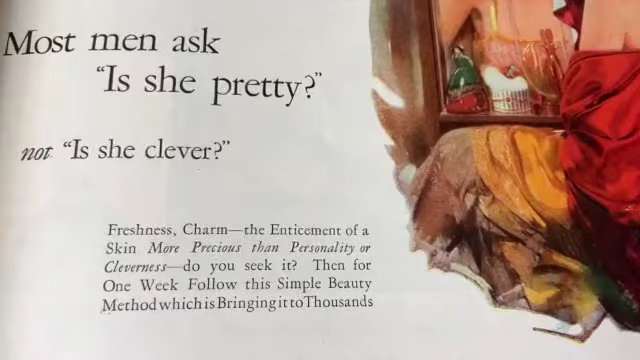 Most men ask
"Is she pretty?"
not "Is she clever?"
Freshness, Charm—the Enticement of a
Skin More Precious than Personality or
Cleverness—do you seek it? Then for
One Week Follow this Simple Beauty
Method which is Bringing it to Thousands